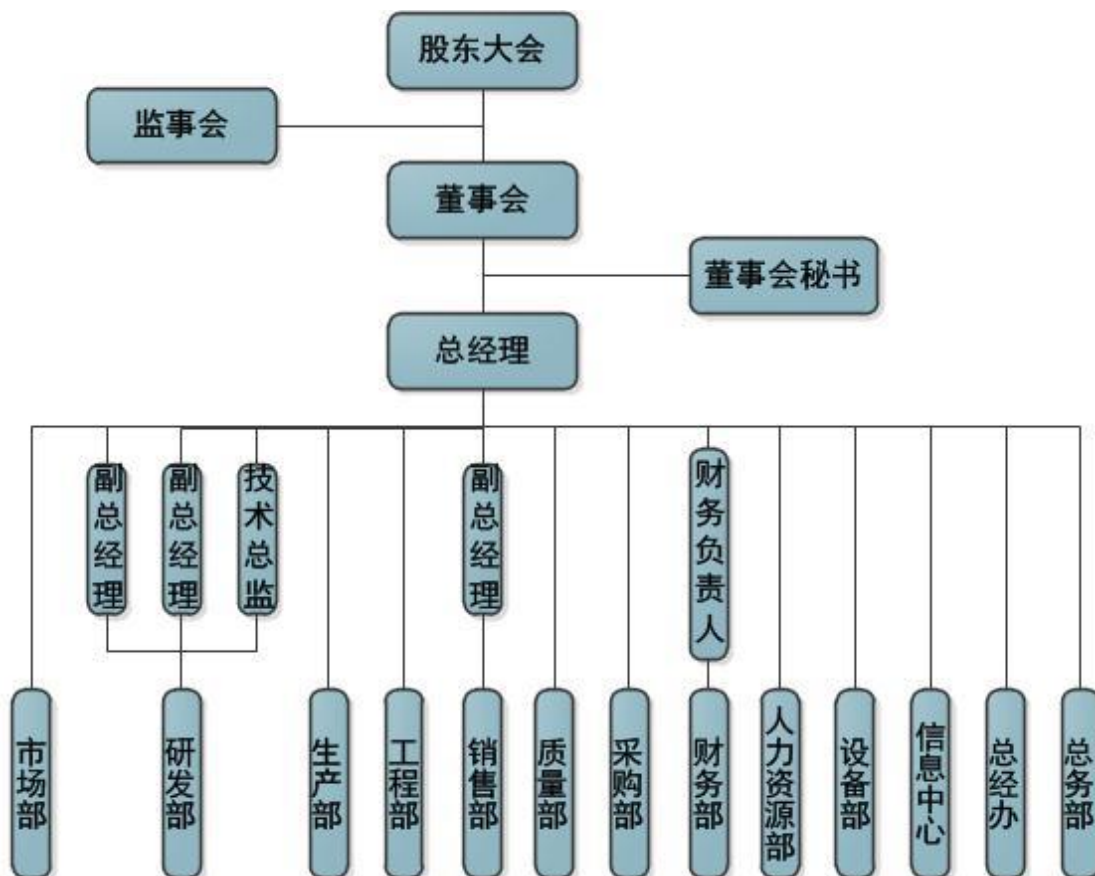 股东大会
监事会
董事会
董事会秘书
总经理
副总经理
副总经理
技术总监
副总经理
财务负责人
市场部
研发部
生产部
工程部
销售部
质量部
采购部
财务部
人力资源部
设备部
信息中心
总经办
总务部